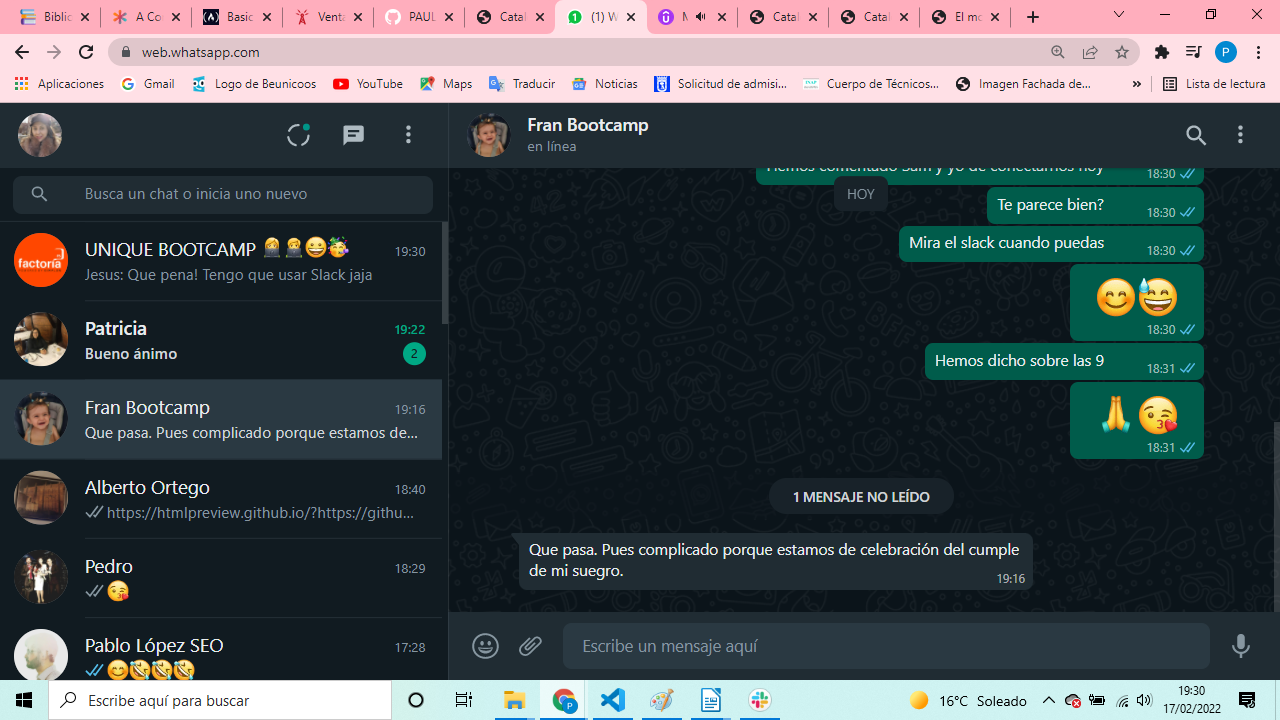 Biblic
A Co
Basic
Venta
PAUL
Catal
(1) W
M
Catal
Catal
El mo
web.whatsapp.com
P
Aplicaciones
Gmail
Logo de Beunicoos
YouTube
Maps
Traducir
Noticias
Solicitud de admisi...
Cuerpo de Técnicos...
Imagen Fachada de...
»
Lista de lectura
Busca un chat o inicia uno nuevo
factoría
UNIQUE BOOTCAMP 👩‍💻👩‍💻😀🥳
19:30
Jesus: Que pena! Tengo que usar Slack jaja
Patricia
19:22
Bueno ánimo
2
Fran Bootcamp
19:16
Que pasa. Pues complicado porque estamos de...
Alberto Ortego
18:40
https://htmlpreview.github.io/?https://githu...
Pedro
18:29
😘
Pablo López SEO
17:28
😊🤣🤣🤣
Fran Bootcamp
en línea
Hemos comentado Sam y yo de conectarnos hoy
18:30
HOY
Te parece bien?
18:30
Mira el slack cuando puedas
18:30
😊😅
18:30
Hemos dicho sobre las 9
18:31
🙏😘
18:31
1 MENSAJE NO LEÍDO
Que pasa. Pues complicado porque estamos de celebración del cumple
de mi suegro.
19:16
Escribe un mensaje aquí
Escribe aquí para buscar
P
16°C Soleado
19:30
17/02/2022